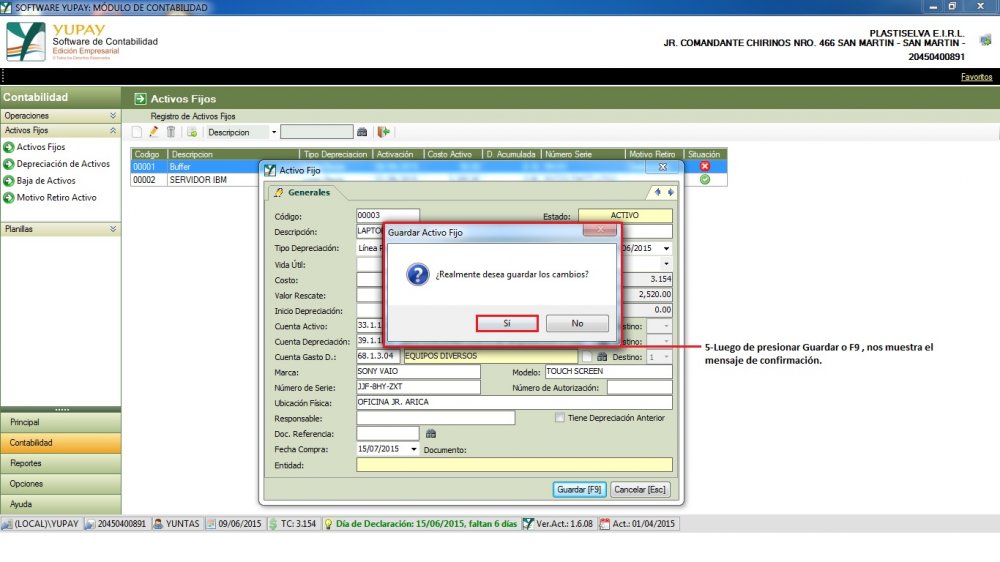 SOFTWARE YUPAY: MÓDULO DE CONTABILIDAD
YUPAY
Software de Contabilidad
Edición Empresarial
PLASTISELVA E.I.R.L.
JR. COMANDANTE CHIRINOS NRO. 466 SAN MARTIN - SAN MARTIN -
20450400891
Favoritos
Contabilidad
Activos Fijos
Operaciones
Registro de Activos Fijos
Activos Fijos
Descripcion
Activos Fijos
Depreciación de Activos
Baja de Activos
Motivo Retiro Activo
Planillas
Codigo Descripcion Tipo Depreciacion Activación Costo Activo D. Acumulada Número Serie Motivo Retiro Situación
00001 Buffer
00002 SERVIDOR IBM
Activo Fijo
Generales
Código: 00003 Estado: ACTIVO
Descripción: LAPTO
Tipo Depreciación: Línea 06/2015
Vida Útil:
Costo: 3.154
Valor Rescate: 2,520.00
Inicio Depreciación: 0.00
Cuenta Activo: 33.1.1 Destino:
Cuenta Depreciación: 39.1.1 Destino:
Cuenta Gasto D.: 68.1.3.04 EQUIPOS DIVERSOS Destino: 1
Marca: SONY VAIO Modelo: TOUCH SCREEN
Número de Serie: JJF-8HY-ZXT Número de Autorización:
Ubicación Física: OFICINA JR. ARICA
Responsable: Tiene Depreciación Anterior
Doc. Referencia:
Fecha Compra: 15/07/2015 Documento:
Entidad:
Guardar [F9] Cancelar [Esc]
Guardar Activo Fijo
¿Realmente desea guardar los cambios?
Sí No
5-Luego de presionar Guardar o F9 , nos muestra el
mensaje de confirmación.
Principal
Contabilidad
Reportes
Opciones
Ayuda
(LOCAL)\YUPAY 20450400891 YUNTAS 09/06/2015 TC: 3.154 Día de Declaración: 15/06/2015, faltan 6 días Ver.Act.: 1.6.08 Act.: 01/04/2015